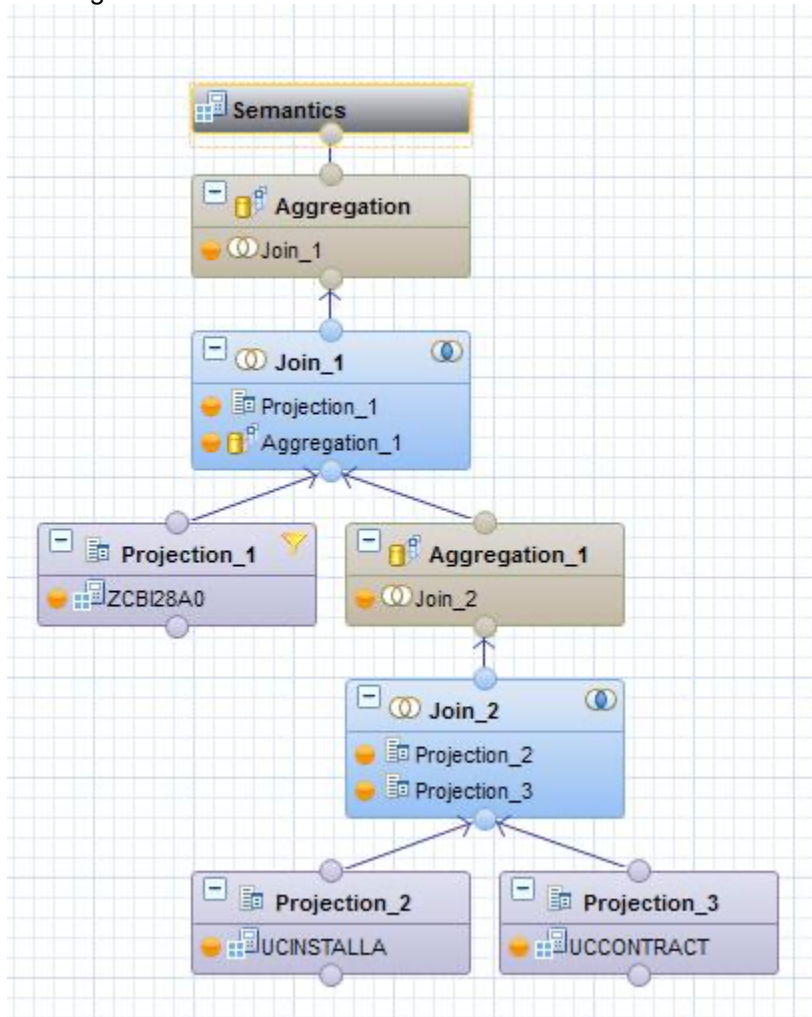 Semantics
Aggregation
Join_1
Join_1
Projection_1
Aggregation_1
Projection_1
ZCBI28A0
Aggregation_1
Join_2
Join_2
Projection_2
Projection_3
Projection_2
UCINSTALLA
Projection_3
UCCONTRACT